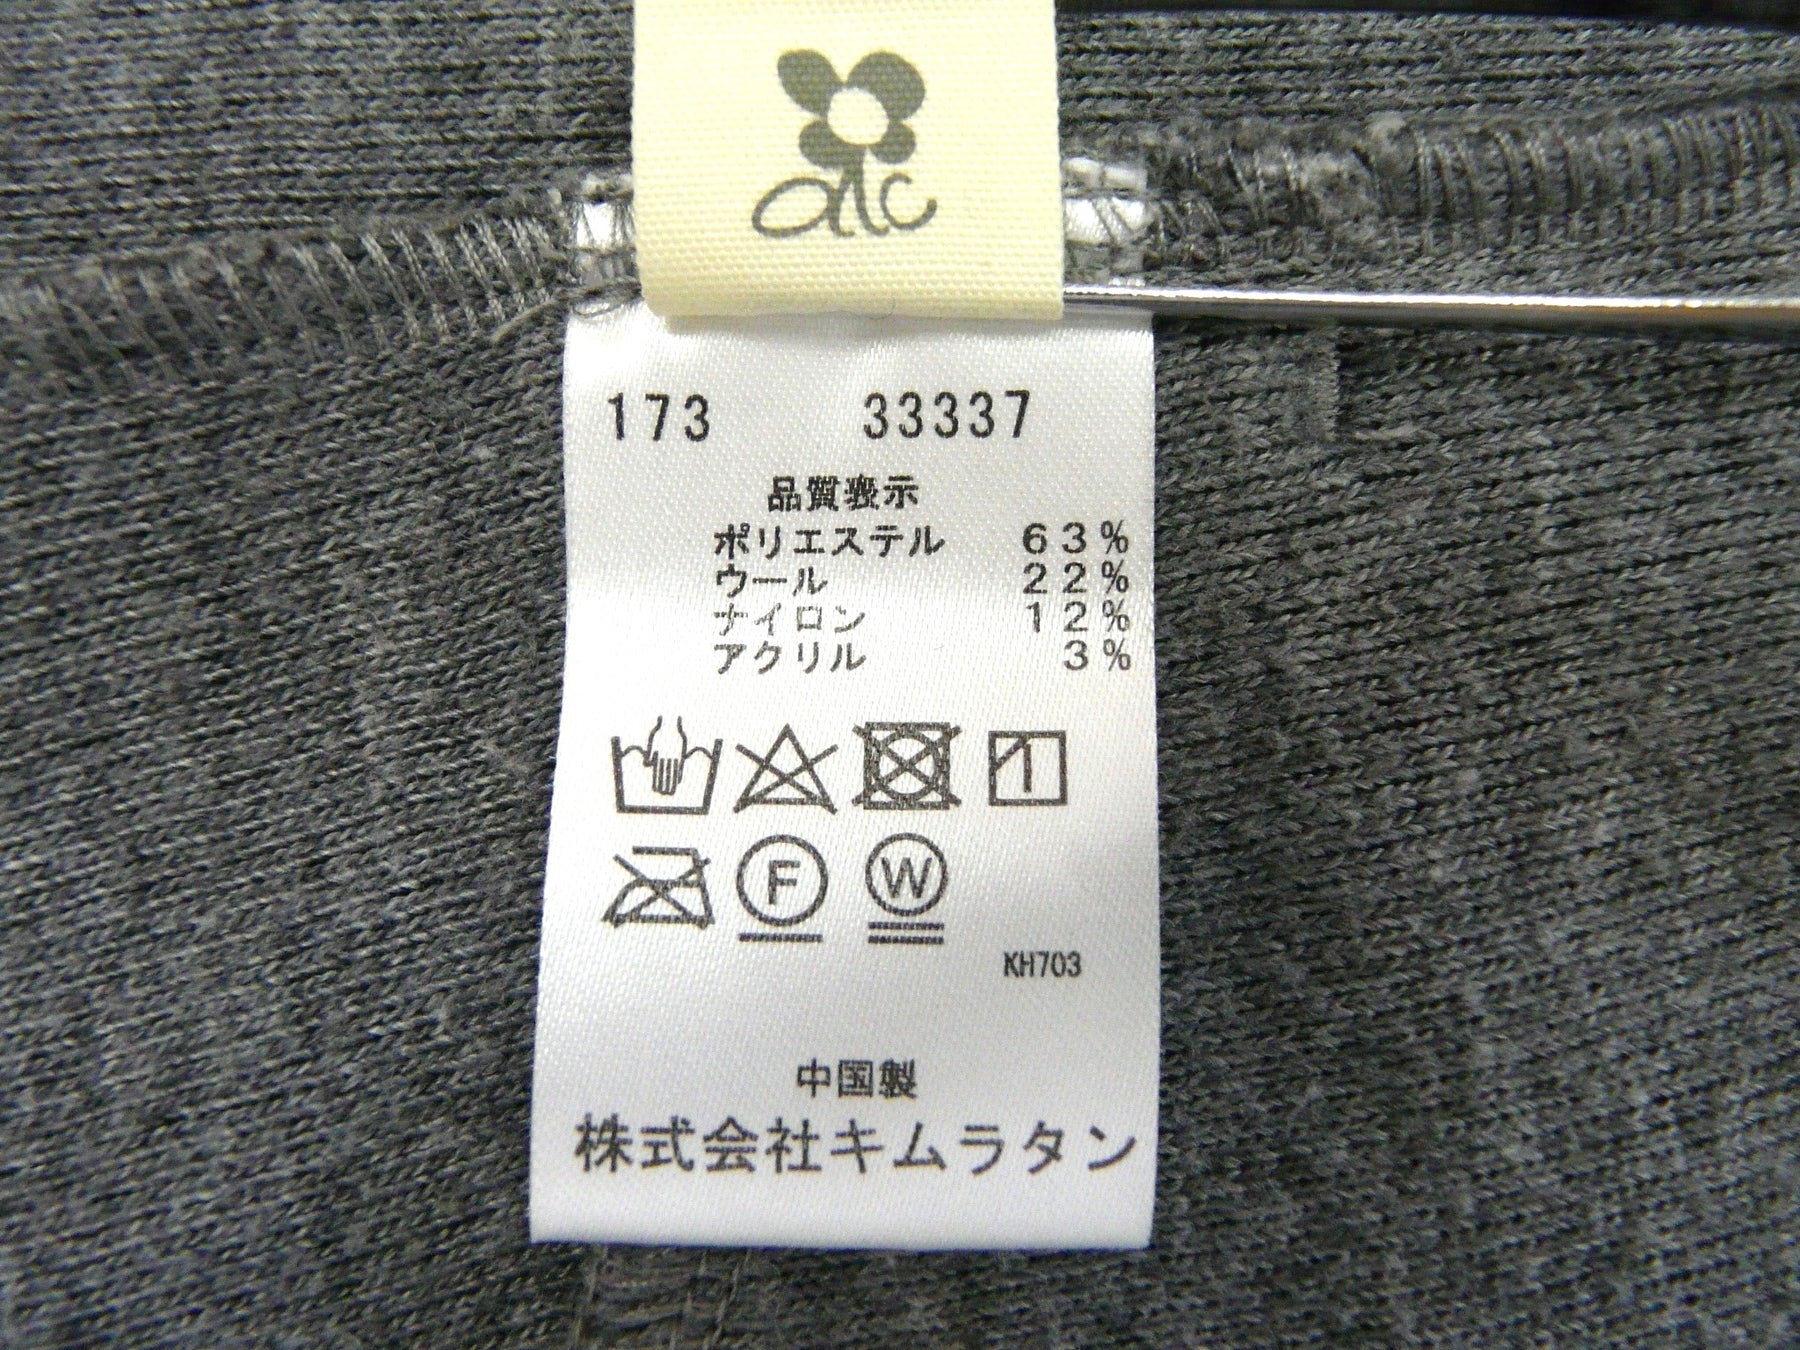 alc
173 33337
品質表示
ポリエステル 63%
ウール 22%
ナイロン 12%
アクリル 3%
1
F W
KH703
中国製
株式会社キムラタン